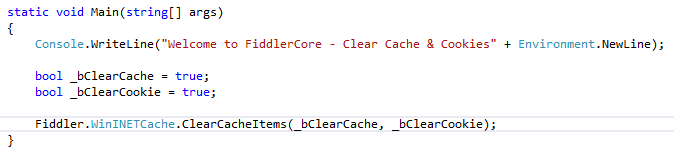 static void Main(string[] args)
{
Console.WriteLine("Welcome to FiddlerCore - Clear Cache & Cookies" + Environment.NewLine);
bool _bClearCache = true;
bool _bClearCookie = true;
Fiddler.WinINETCache.ClearCacheItems(_bClearCache, _bClearCookie);
}